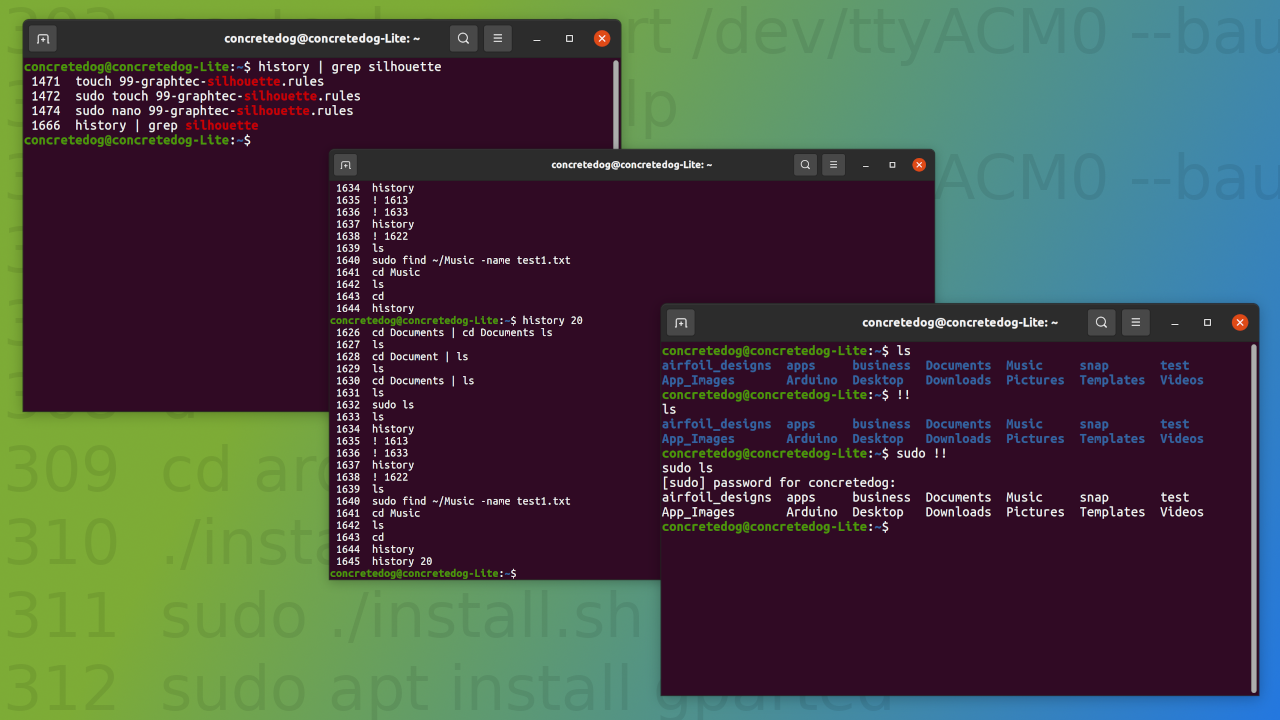 303
rt /dev/ttyACM0 --bau
lp
ACM0 --bau
309 cd ard
310 ./insta
311 sudo ./install.sh
312 sudo apt install gparted
concretedog@concretedog-Lite: ~
concretedog@concretedog-Lite:~$ history | grep silhouette
1471 touch 99-graphtec-silhouette.rules
1472 sudo touch 99-graphtec-silhouette.rules
1474 sudo nano 99-graphtec-silhouette.rules
1666 history | grep silhouette
concretedog@concretedog-Lite:~$
concretedog@concretedog-Lite: ~
1634 history
1635 ! 1613
1636 ! 1633
1637 history
1638 ! 1622
1639 ls
1640 sudo find ~/Music -name test1.txt
1641 cd Music
1642 ls
1643 cd
1644 history
concretedog@concretedog-Lite:~$ history 20
1626 cd Documents | cd Documents ls
1627 ls
1628 cd Document | ls
1629 ls
1630 cd Documents | ls
1631 ls
1632 sudo ls
1633 ls
1634 history
1635 ! 1613
1636 ! 1633
1637 history
1638 ! 1622
1639 ls
1640 sudo find ~/Music -name test1.txt
1641 cd Music
1642 ls
1643 cd
1644 history
1645 history 20
concretedog@concretedog-Lite:~$
concretedog@concretedog-Lite: ~
concretedog@concretedog-Lite:~$ ls
airfoil_designs apps business Documents Music snap test
App_Images Arduino Desktop Downloads Pictures Templates Videos
concretedog@concretedog-Lite:~$ !!
ls
airfoil_designs apps business Documents Music snap test
App_Images Arduino Desktop Downloads Pictures Templates Videos
concretedog@concretedog-Lite:~$ sudo !!
sudo ls
[sudo] password for concretedog:
airfoil_designs apps business Documents Music snap test
App_Images Arduino Desktop Downloads Pictures Templates Videos
concretedog@concretedog-Lite:~$